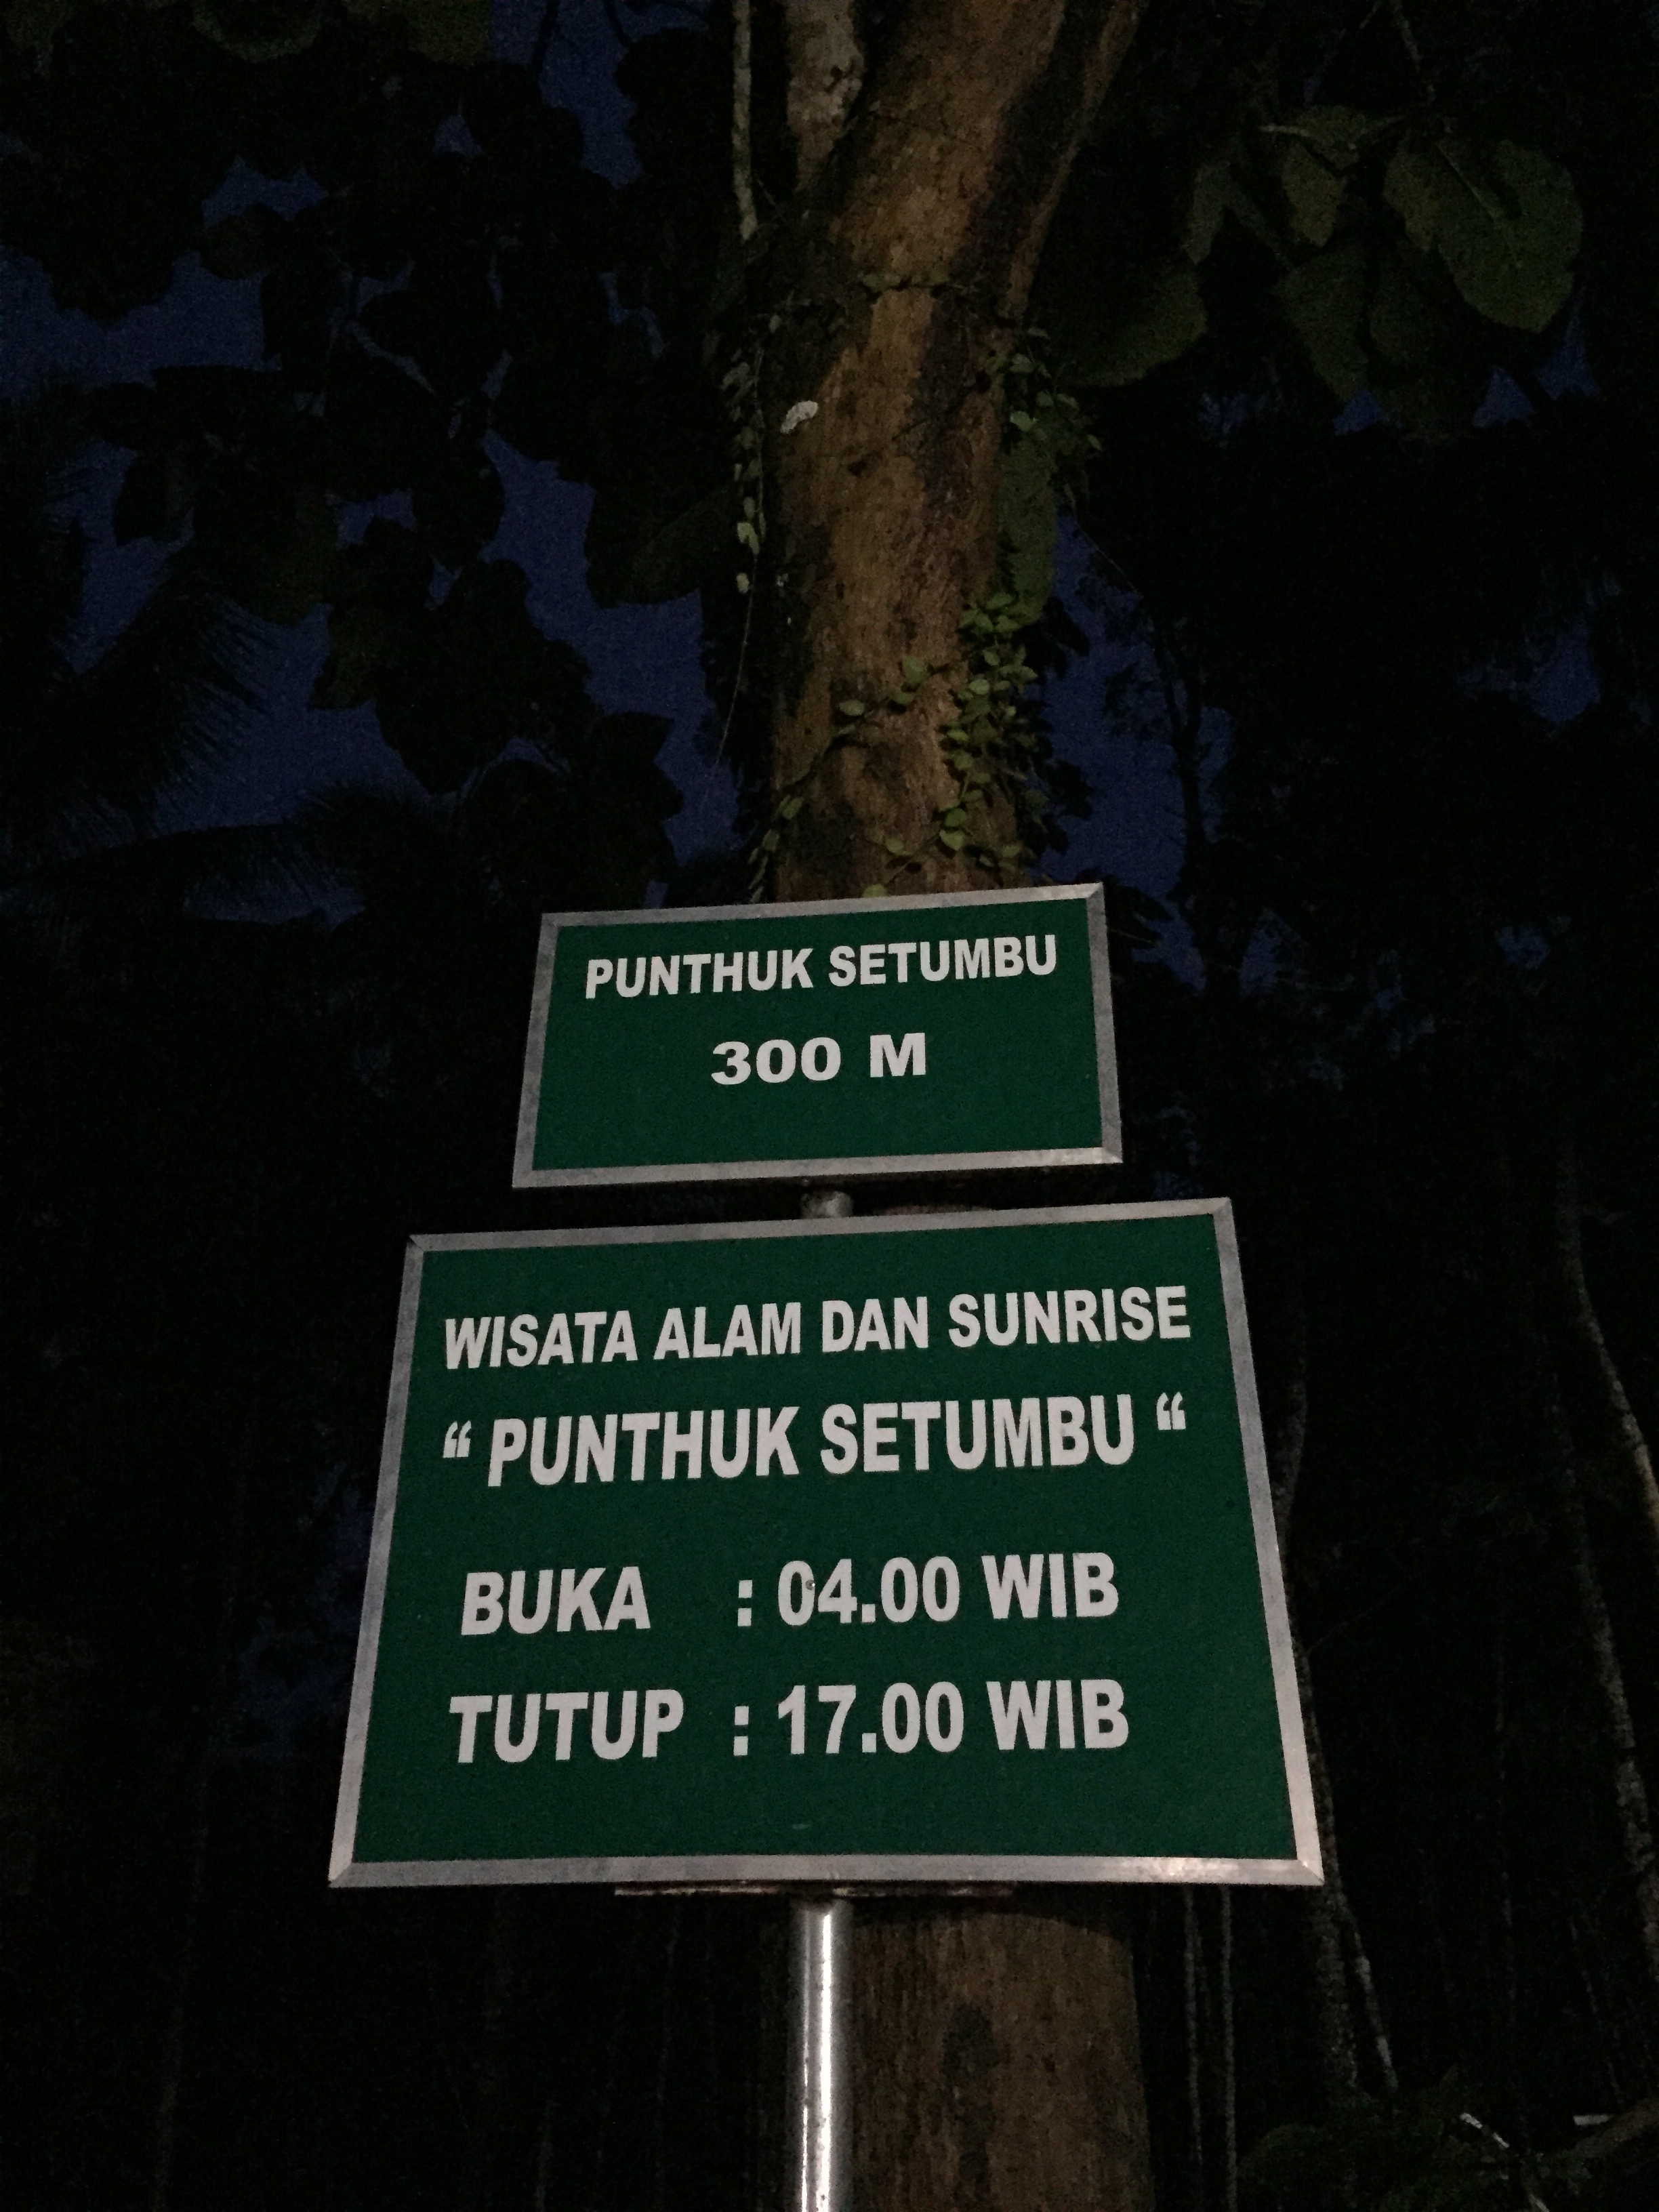 PUNTHUK SETUMBU
300 M
WISATA ALAM DAN SUNRISE
“ PUNTHUK SETUMBU “
BUKA : 04.00 WIB
TUTUP : 17.00 WIB